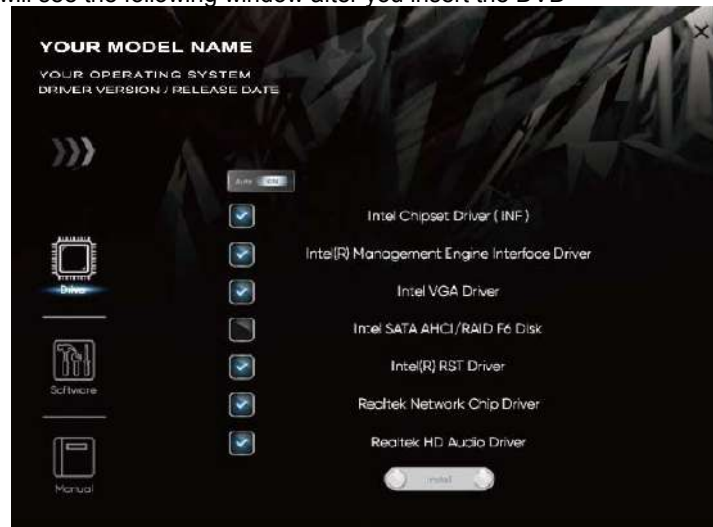 will see the following window after you insert the DVD
YOUR MODEL NAME
YOUR OPERATING SYSTEM
DRIVER VERSION / RELEASE DATE
Auto ON
Intel Chipset Driver ( INF )
Intel(R) Management Engine Interface Driver
Driver
Intel VGA Driver
Intel SATA AHCI/RAID F6 Disk
Intel(R) RST Driver
Software
Realtek Network Chip Driver
Realtek HD Audio Driver
Install
Manual